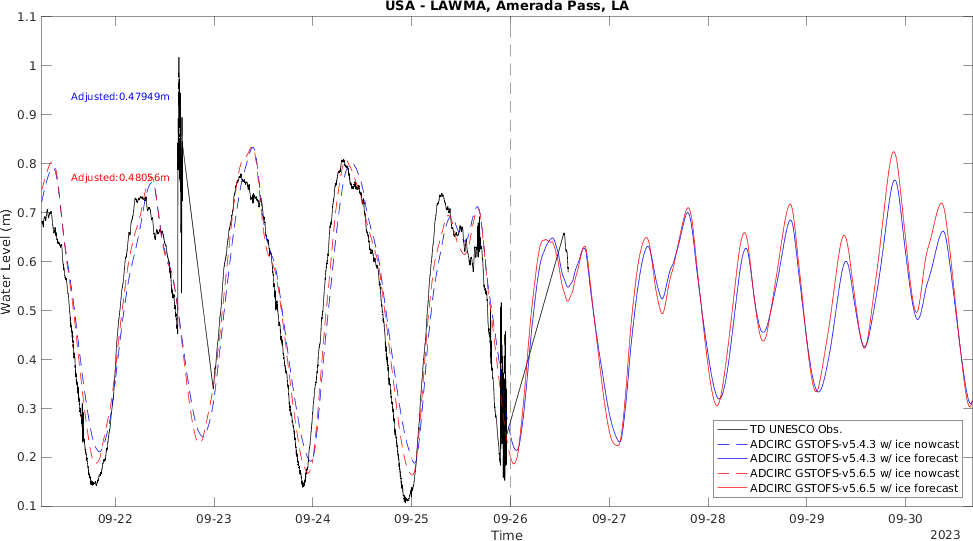 USA - LAWMA, Amerada Pass, LA
1.1
1
0.9
0.8
0.7
0.6
0.5
0.4
0.3
0.2
0.1
Water Level (m)
Adjusted:0.47949m
Adjusted:0.48056m
TD UNESCO Obs.
ADCIRC GSTOFS-v5.4.3 w/ ice nowcast
ADCIRC GSTOFS-v5.4.3 w/ ice forecast
ADCIRC GSTOFS-v5.6.5 w/ ice nowcast
ADCIRC GSTOFS-v5.6.5 w/ ice forecast
09-22 09-23 09-24 09-25 09-26 09-27 09-28 09-29 09-30
Time
2023